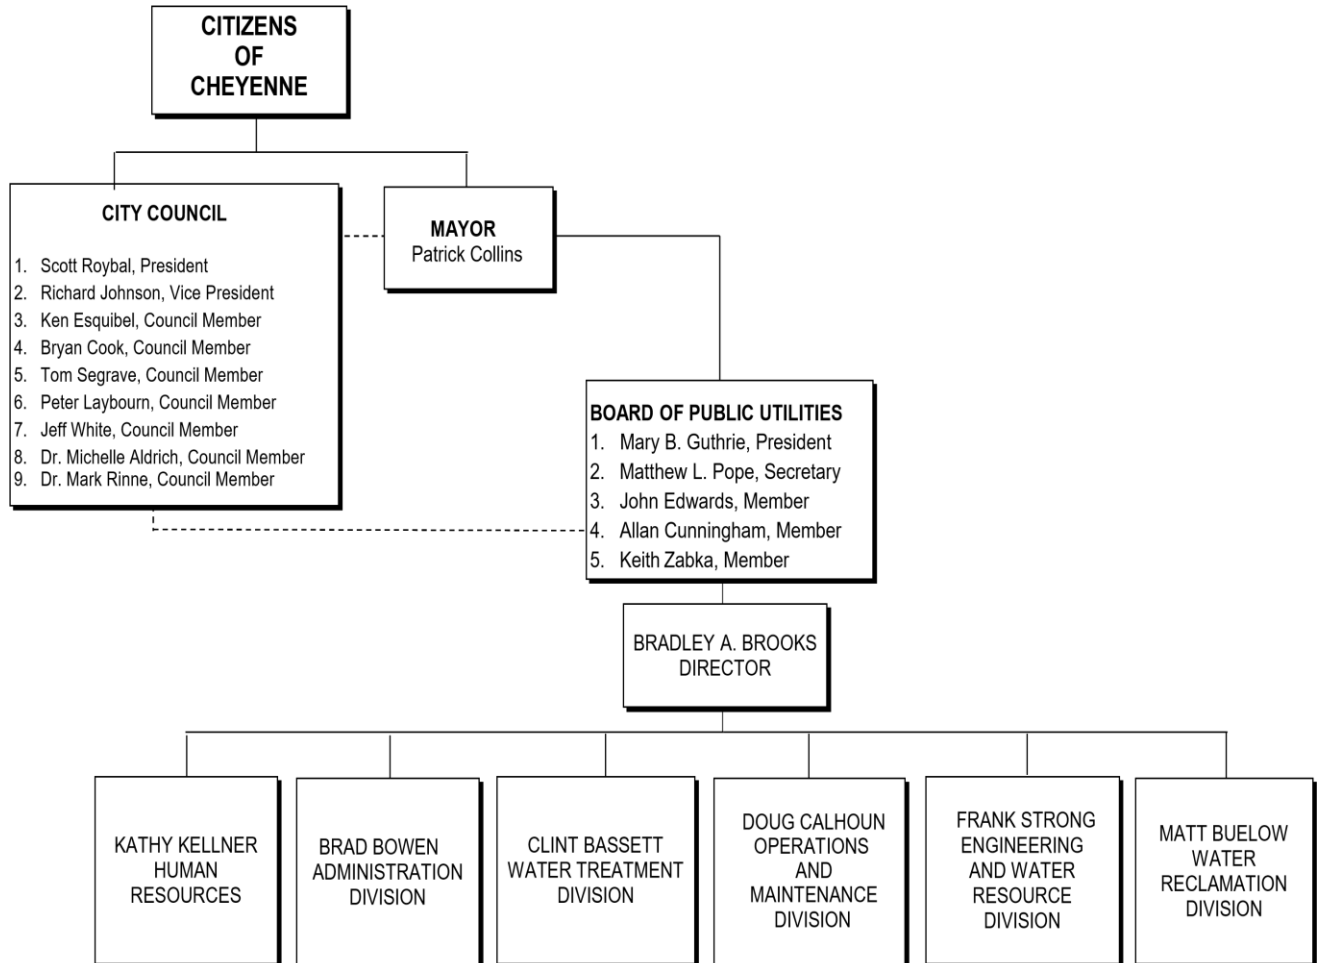 CITIZENS
OF
CHEYENNE
CITY COUNCIL
1. Scott Roybal, President
2. Richard Johnson, Vice President
3. Ken Esquibel, Council Member
4. Bryan Cook, Council Member
5. Tom Segrave, Council Member
6. Peter Laybourn, Council Member
7. Jeff White, Council Member
8. Dr. Michelle Aldrich, Council Member
9. Dr. Mark Rinne, Council Member
MAYOR
Patrick Collins
BOARD OF PUBLIC UTILITIES
1. Mary B. Guthrie, President
2. Matthew L. Pope, Secretary
3. John Edwards, Member
4. Allan Cunningham, Member
5. Keith Zabka, Member
BRADLEY A. BROOKS
DIRECTOR
KATHY KELLNER
HUMAN
RESOURCES
BRAD BOWEN
ADMINISTRATION
DIVISION
CLINT BASSETT
WATER TREATMENT
DIVISION
DOUG CALHOUN
OPERATIONS
AND
MAINTENANCE
DIVISION
FRANK STRONG
ENGINEERING
AND WATER
RESOURCE
DIVISION
MATT BUELOW
WATER
RECLAMATION
DIVISION